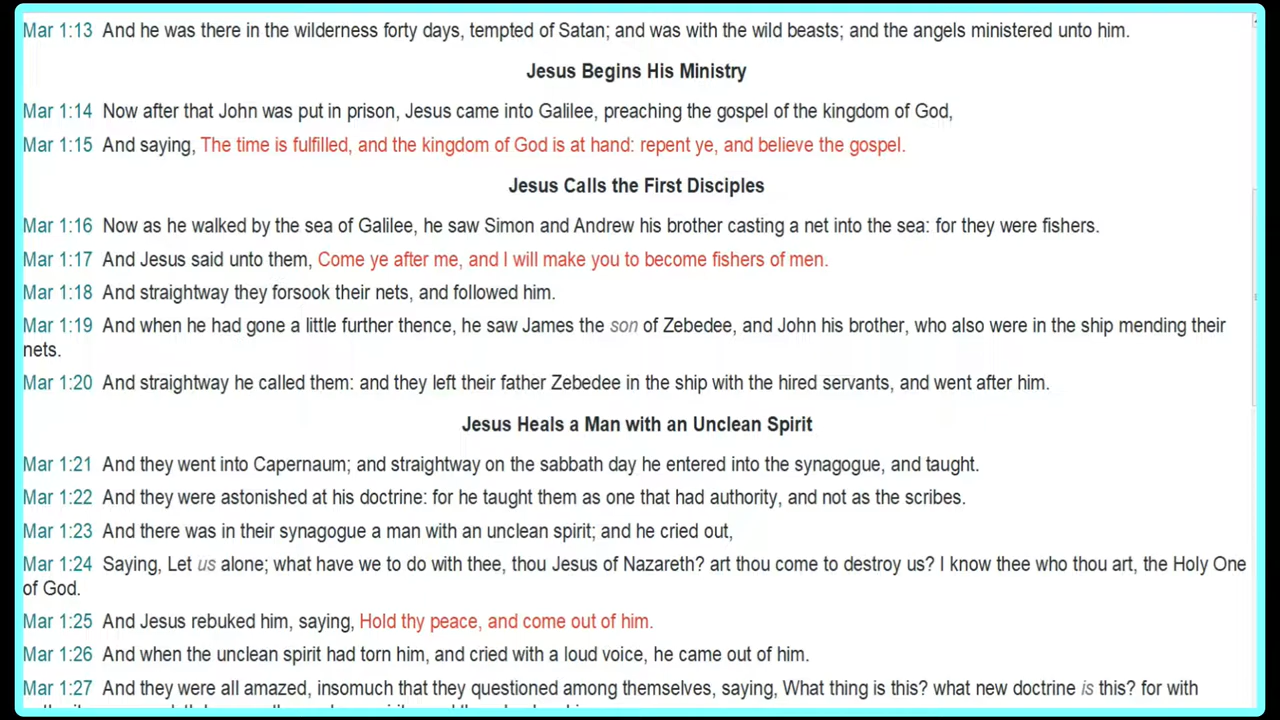 Mar 1:13 And he was there in the wilderness forty days, tempted of Satan; and was with the wild beasts; and the angels ministered unto him.
Jesus Begins His Ministry
Mar 1:14 Now after that John was put in prison, Jesus came into Galilee, preaching the gospel of the kingdom of God,
Mar 1:15 And saying, The time is fulfilled, and the kingdom of God is at hand: repent ye, and believe the gospel.
Jesus Calls the First Disciples
Mar 1:16 Now as he walked by the sea of Galilee, he saw Simon and Andrew his brother casting a net into the sea: for they were fishers.
Mar 1:17 And Jesus said unto them, Come ye after me, and I will make you to become fishers of men.
Mar 1:18 And straightway they forsook their nets, and followed him.
Mar 1:19 And when he had gone a little further thence, he saw James the son of Zebedee, and John his brother, who also were in the ship mending their
nets.
Mar 1:20 And straightway he called them: and they left their father Zebedee in the ship with the hired servants, and went after him.
Jesus Heals a Man with an Unclean Spirit
Mar 1:21 And they went into Capernaum; and straightway on the sabbath day he entered into the synagogue, and taught.
Mar 1:22 And they were astonished at his doctrine: for he taught them as one that had authority, and not as the scribes.
Mar 1:23 And there was in their synagogue a man with an unclean spirit; and he cried out,
Mar 1:24 Saying, Let us alone; what have we to do with thee, thou Jesus of Nazareth? art thou come to destroy us? I know thee who thou art, the Holy One
of God.
Mar 1:25 And Jesus rebuked him, saying, Hold thy peace, and come out of him.
Mar 1:26 And when the unclean spirit had torn him, and cried with a loud voice, he came out of him.
Mar 1:27 And they were all amazed, insomuch that they questioned among themselves, saying, What thing is this? what new doctrine is this? for with